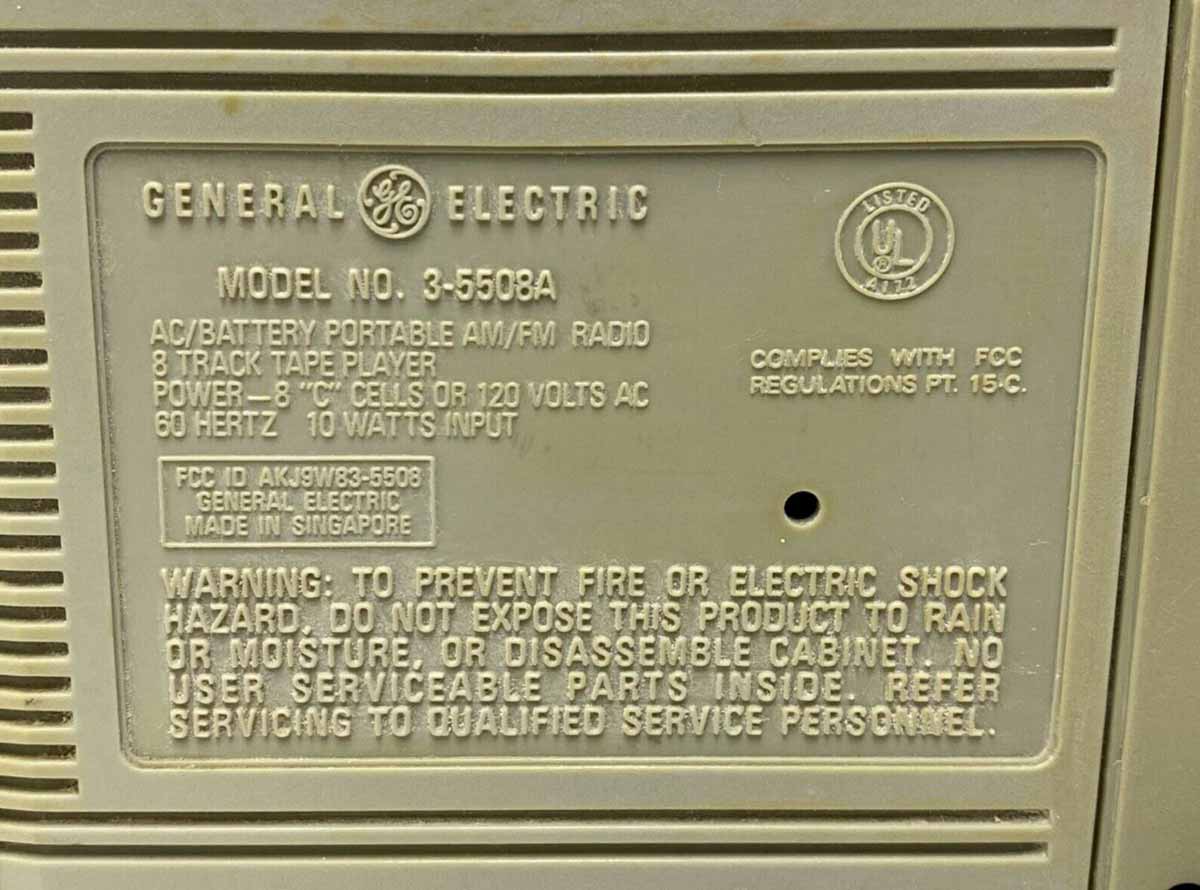 GENERAL GE ELECTRIC
MODEL NO. 3-5508A
AC/BATTERY PORTABLE AM/FM RADIO
8 TRACK TAPE PLAYER
POWER—8 "C" CELLS OR 120 VOLTS AC
60 HERTZ 10 WATTS INPUT
LISTED
UL
®
A172
COMPLIES WITH FCC
REGULATIONS PT. 15-C.
FCC ID AKJ9W83-5508
GENERAL ELECTRIC
MADE IN SINGAPORE
WARNING: TO PREVENT FIRE OR ELECTRIC SHOCK
HAZARD, DO NOT EXPOSE THIS PRODUCT TO RAIN
OR MOISTURE, OR DISASSEMBLE CABINET. NO
USER SERVICEABLE PARTS INSIDE. REFER
SERVICING TO QUALIFIED SERVICE PERSONNEL.